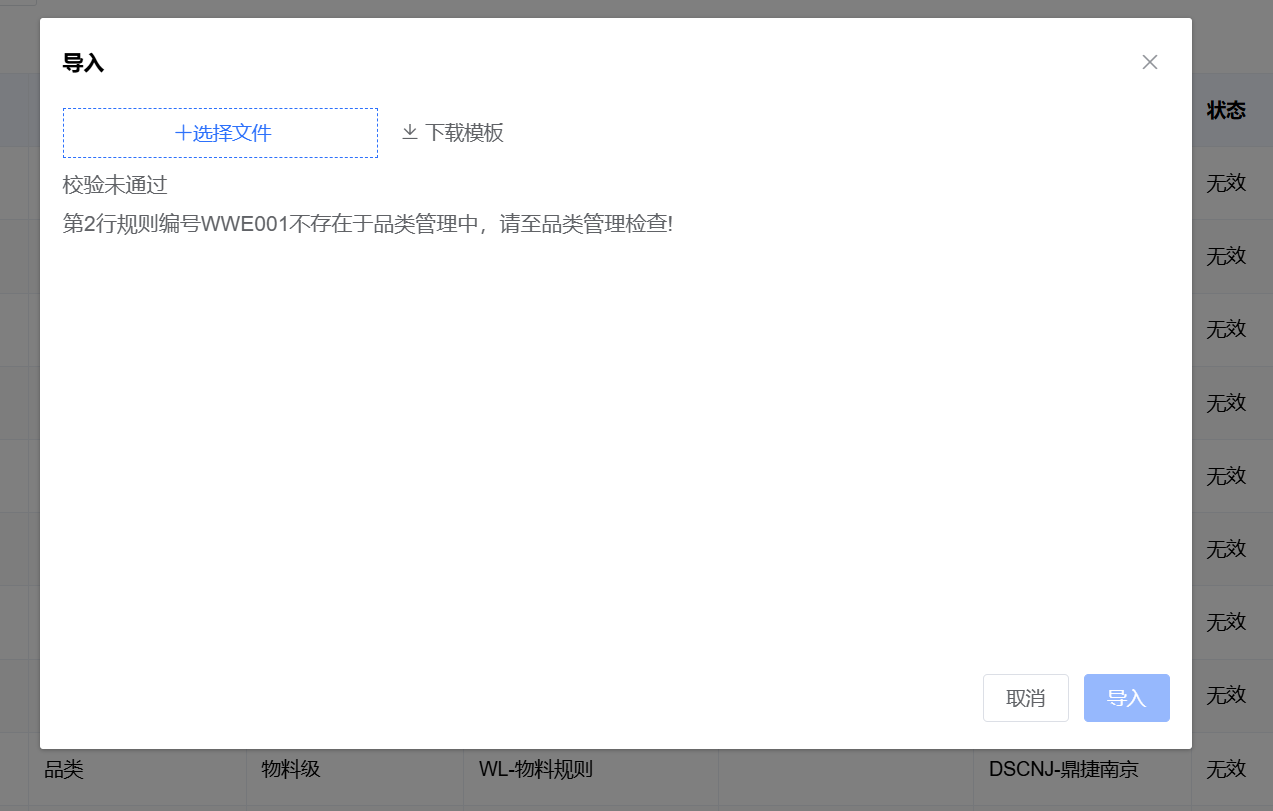 导入
选择文件
下载模板
状态
校验未通过
无效
第2行规则编号WWE001不存在于品类管理中，请至品类管理检查!
无效
无效
无效
无效
无效
无效
取消
导入
无效
品类
物料级
WL-物料规则
DSCNJ-鼎捷南京
无效